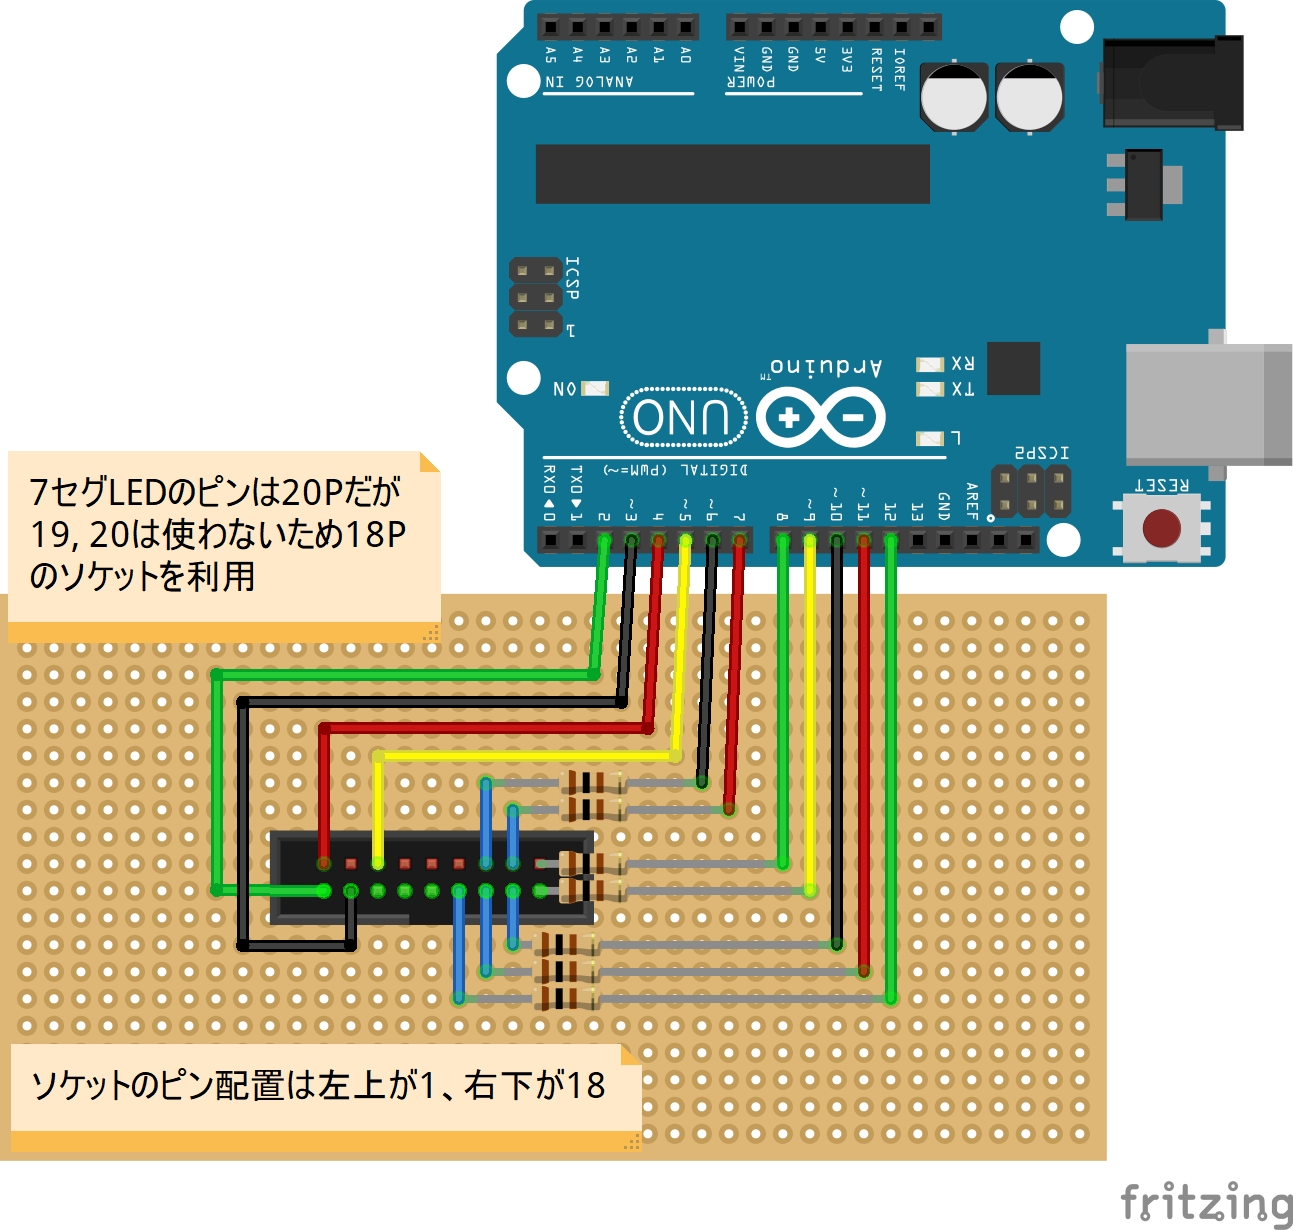 A5
A4
A3
A2
A1
A0
ANALOG IN
VIN
GND
GND
5V
3V3
RESET
IOREF
POWER
ICSP
1
ON
UNO
Arduino
TM
RX
TX
L
ICSP2
RESET
DIGITAL (PWM=~)
RX0◀0
TX0▶1
2
~3
4
~5
~6
7
8
~9
~10
~11
12
13
GND
AREF
7セグLEDのピンは20Pだが
19, 20は使わないため18P
のソケットを利用
ソケットのピン配置は左上が1、右下が18
fritzing